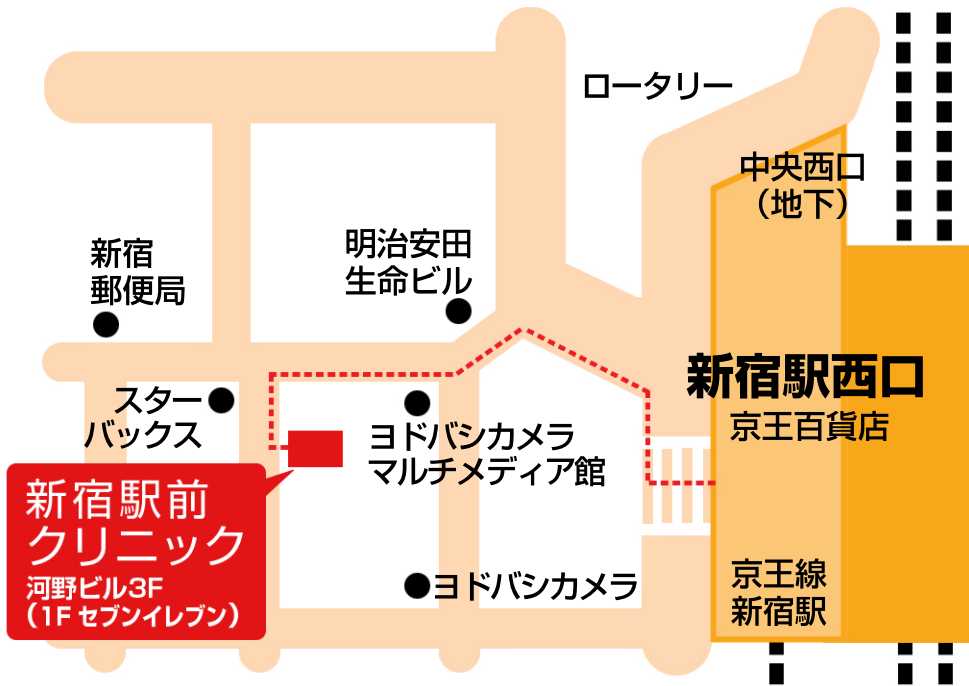 ロータリー
中央西口
（地下）
新宿
郵便局
明治安田
生命ビル
新宿駅西口
京王百貨店
スター
バックス
ヨドバシカメラ
マルチメディア館
新宿駅前
クリニック
河野ビル3F
（1F セブンイレブン）
ヨドバシカメラ
京王線
新宿駅